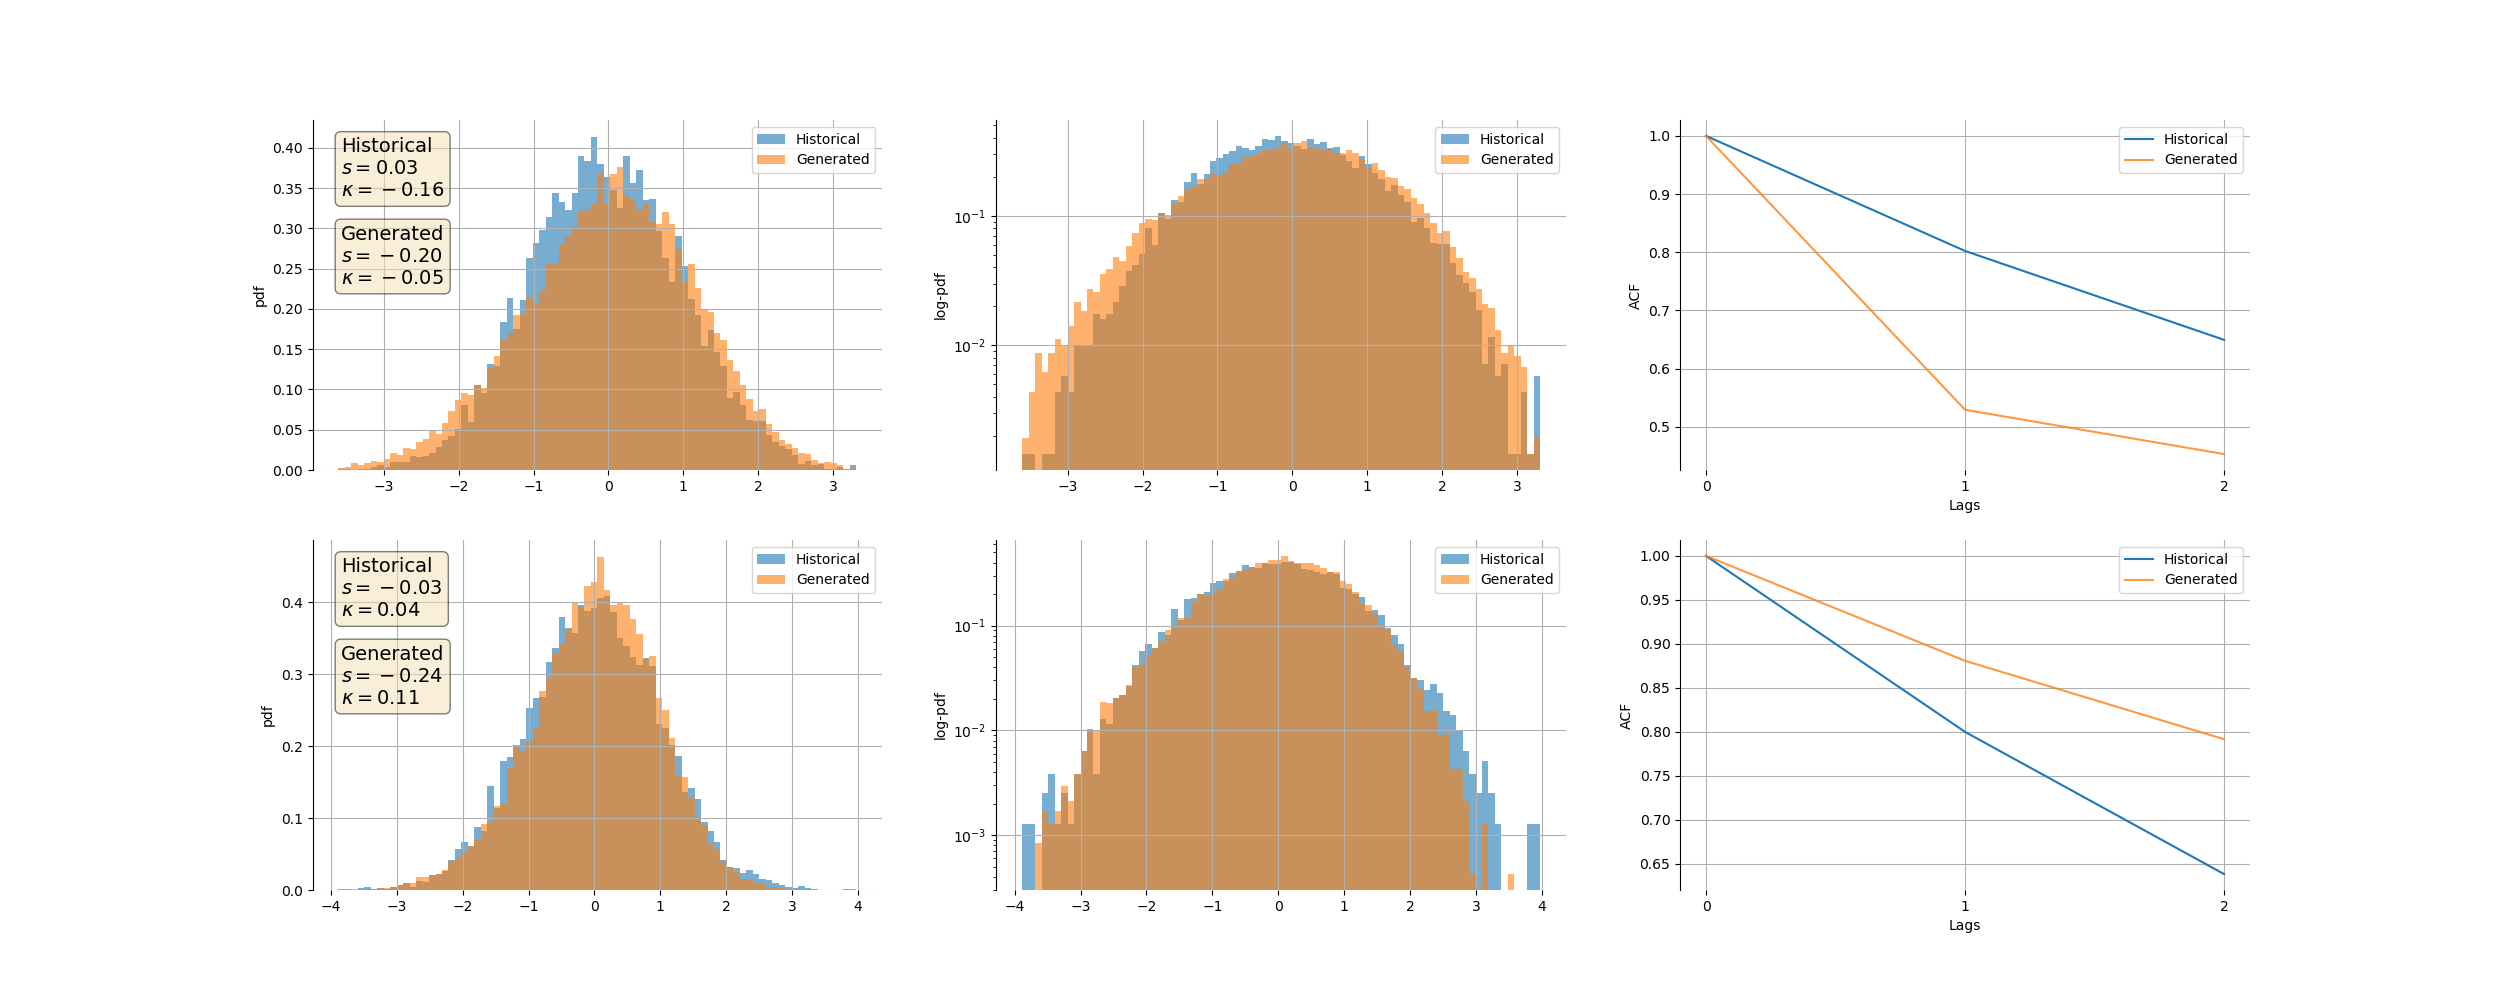 Historical
s = 0.03
κ = −0.16
Generated
s = −0.20
κ = −0.05
Historical
Generated
pdf
0.40
0.35
0.30
0.25
0.20
0.15
0.10
0.05
0.00
−3 −2 −1 0 1 2 3
Historical
Generated
log-pdf
10−1
10−2
−3 −2 −1 0 1 2 3
Historical
Generated
ACF
1.0
0.9
0.8
0.7
0.6
0.5
0 1 2
Lags
Historical
s = −0.03
κ = 0.04
Generated
s = −0.24
κ = 0.11
Historical
Generated
pdf
0.4
0.3
0.2
0.1
0.0
−4 −3 −2 −1 0 1 2 3 4
Historical
Generated
log-pdf
10−1
10−2
10−3
−4 −3 −2 −1 0 1 2 3 4
Historical
Generated
ACF
1.00
0.95
0.90
0.85
0.80
0.75
0.70
0.65
0 1 2
Lags